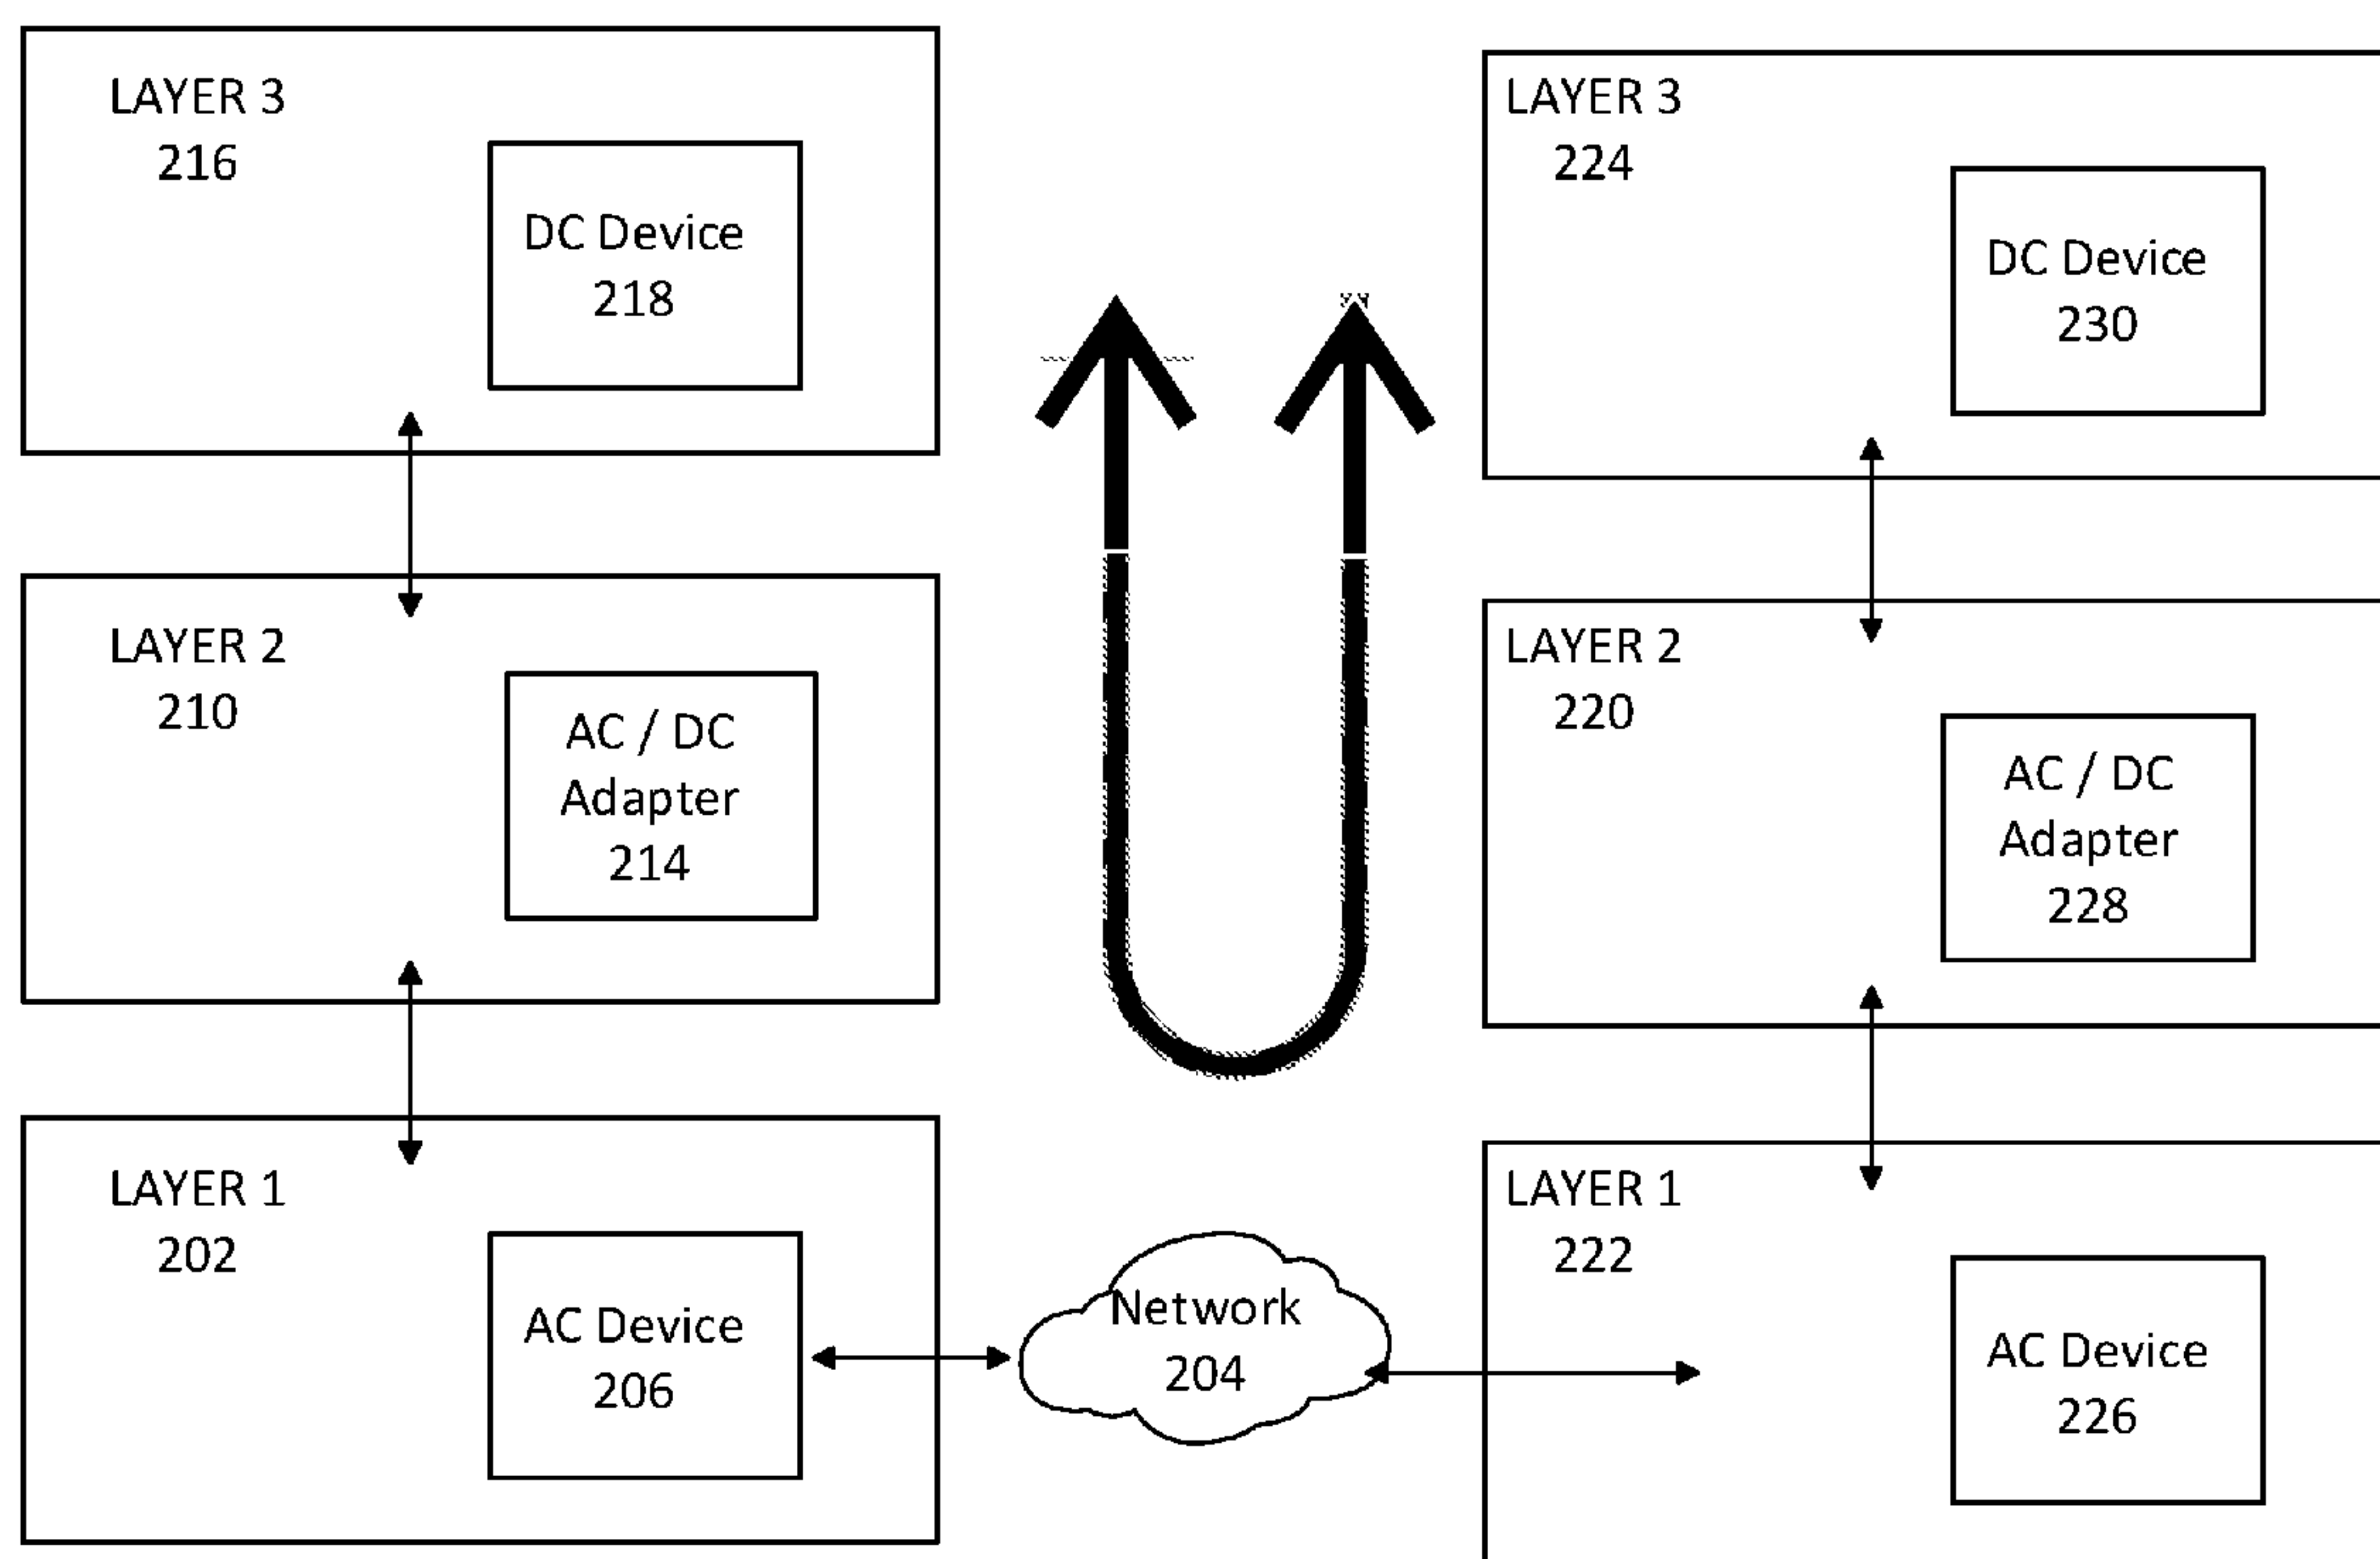 LAYER 3
216
DC Device
218
LAYER 2
210
AC / DC
Adapter
214
LAYER 1
202
AC Device
206
Network
204
LAYER 3
224
DC Device
230
LAYER 2
220
AC / DC
Adapter
228
LAYER 1
222
AC Device
226